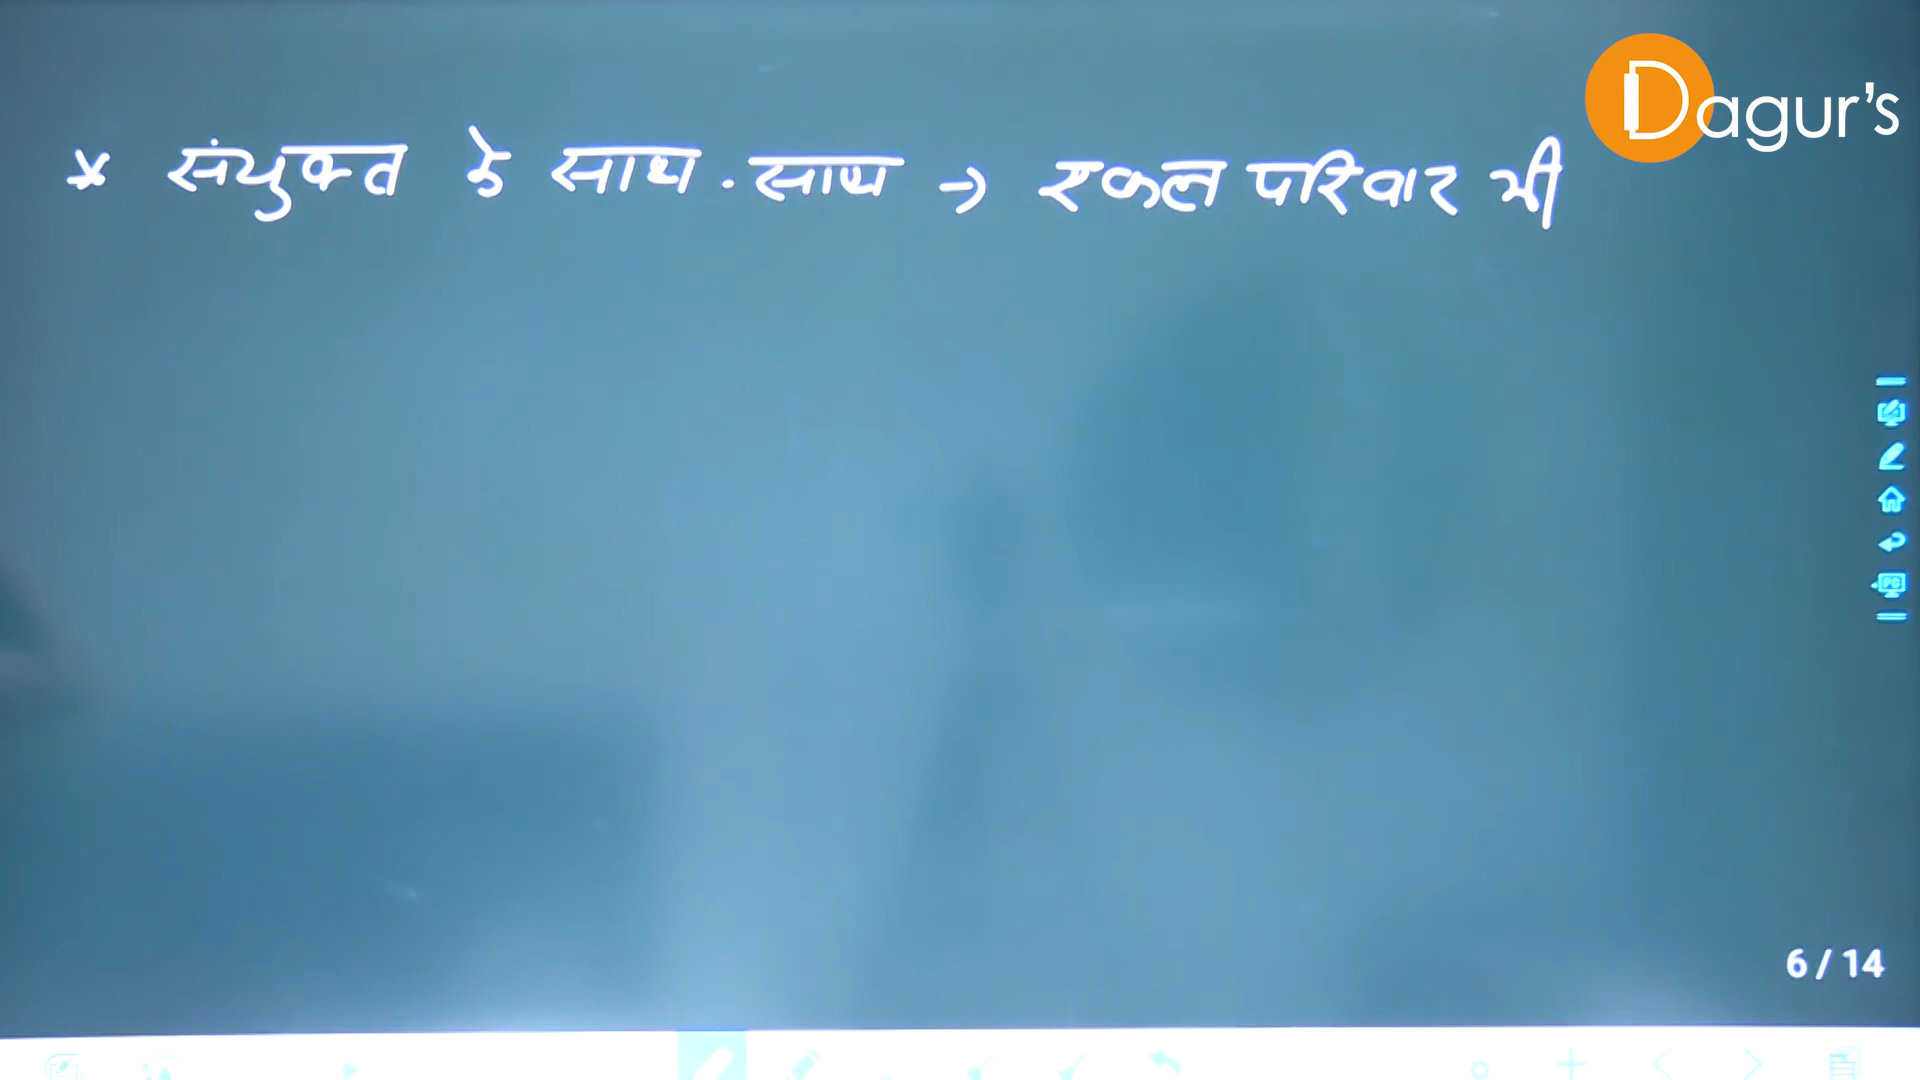 Dagur's
* संयुक्त के साथ-साथ → एकल परिवार भी
6 / 14